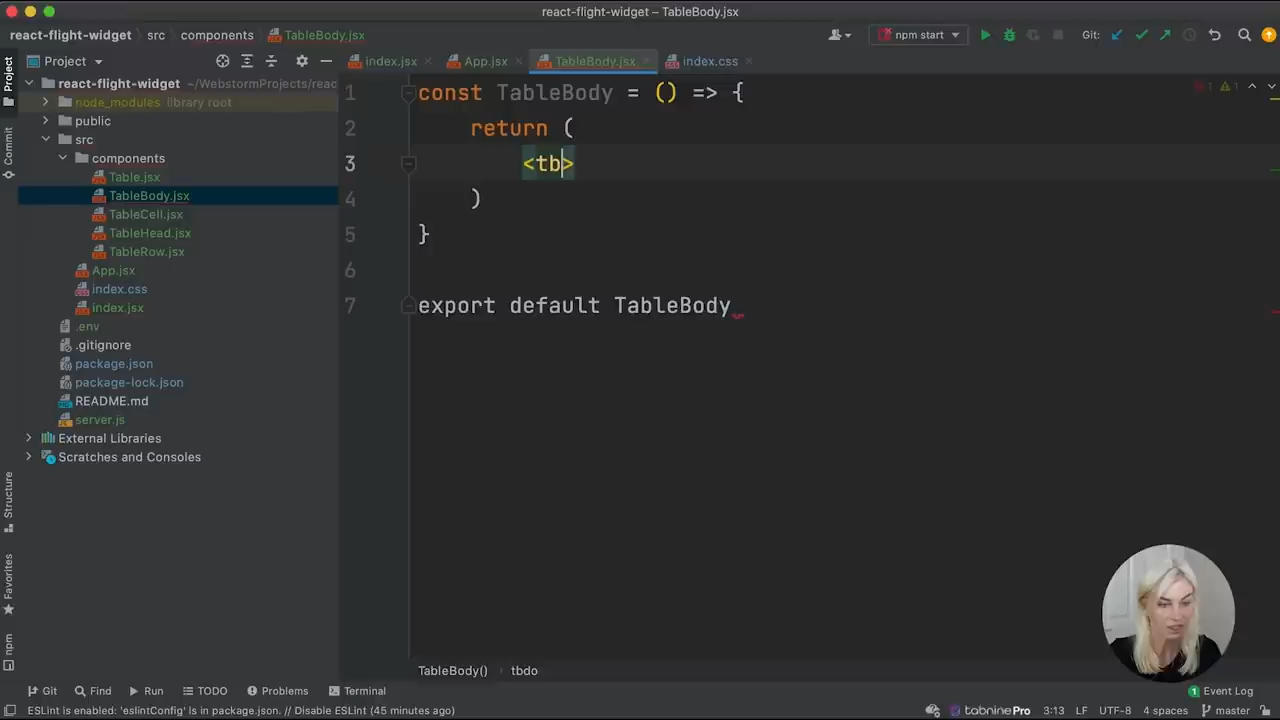 react-flight-widget – TableBody.jsx
react-flight-widget src components TableBody.jsx npm start Git:
Project index.jsx App.jsx TableBody.jsx index.css
react-flight-widget ~/WebstormProjects/reac
node_modules library root
public
src
components
Table.jsx
TableBody.jsx
TableCell.jsx
TableHead.jsx
TableRow.jsx
App.jsx
index.css
index.jsx
.env
.gitignore
package.json
package-lock.json
README.md
server.js
External Libraries
Scratches and Consoles
Project
Commit
Structure
Favorites
npm
1 const TableBody = () => {
2 return (
3 <tb>
4 )
5 }
6
7 export default TableBody
1 1
TableBody() tbdo
Git Find Run TODO Problems Terminal 1 Event Log
ESLint is enabled: 'eslintConfig' is in package.json. // Disable ESLint (45 minutes ago) tabninePro 3:13 LF UTF-8 4 spaces master